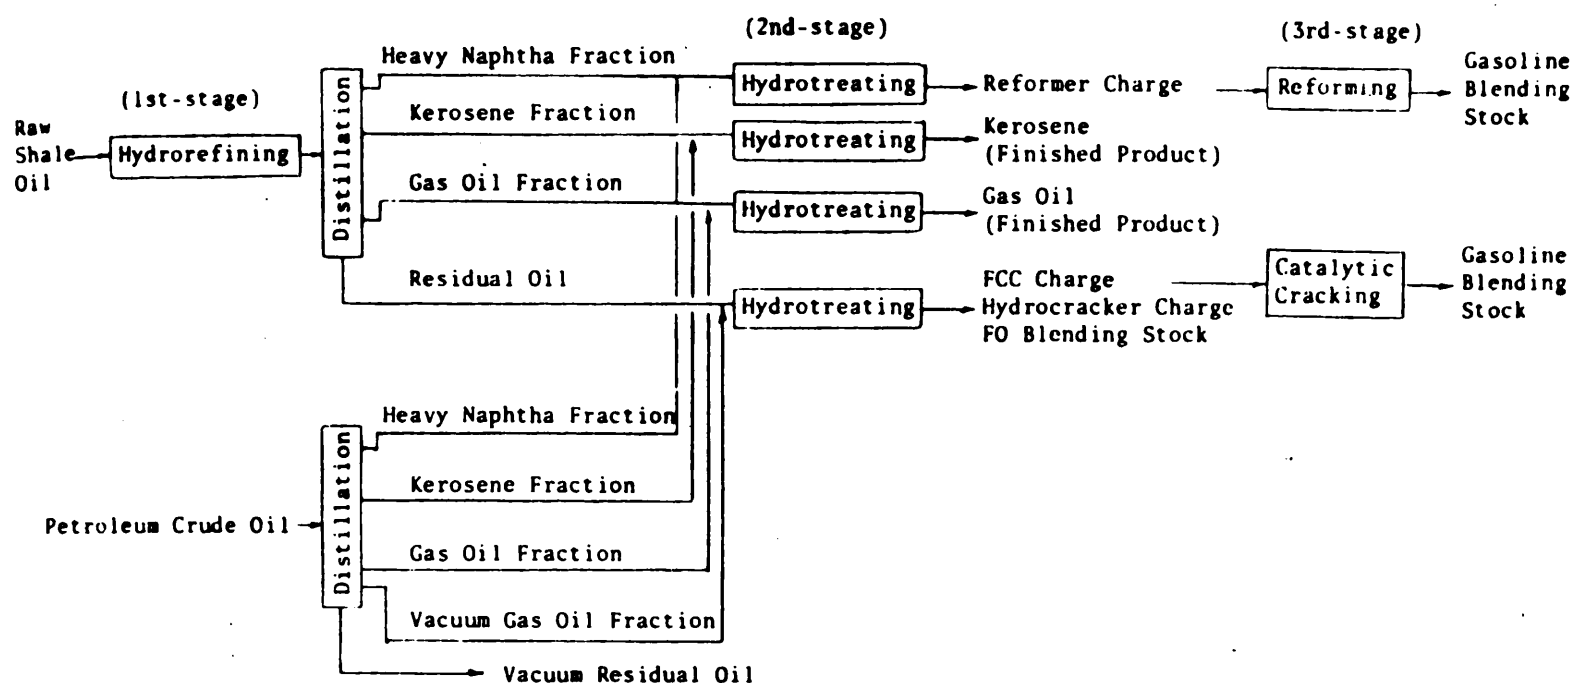 (2nd-stage)
(3rd-stage)
Heavy Naphtha Fraction
Hydrotreating
Reformer Charge
Reforming
Gasoline
Blending
Stock
(1st-stage)
Raw
Shale
Oil
Hydrorefining
Distillation
Kerosene Fraction
Hydrotreating
Kerosene
(Finished Product)
Gas Oil Fraction
Hydrotreating
Gas Oil
(Finished Product)
Residual Oil
Hydrotreating
FCC Charge
Hydrocracker Charge
FO Blending Stock
Catalytic
Cracking
Gasoline
Blending
Stock
Petroleum Crude Oil
Distillation
Heavy Naphtha Fraction
Kerosene Fraction
Gas Oil Fraction
Vacuum Gas Oil Fraction
Vacuum Residual Oil